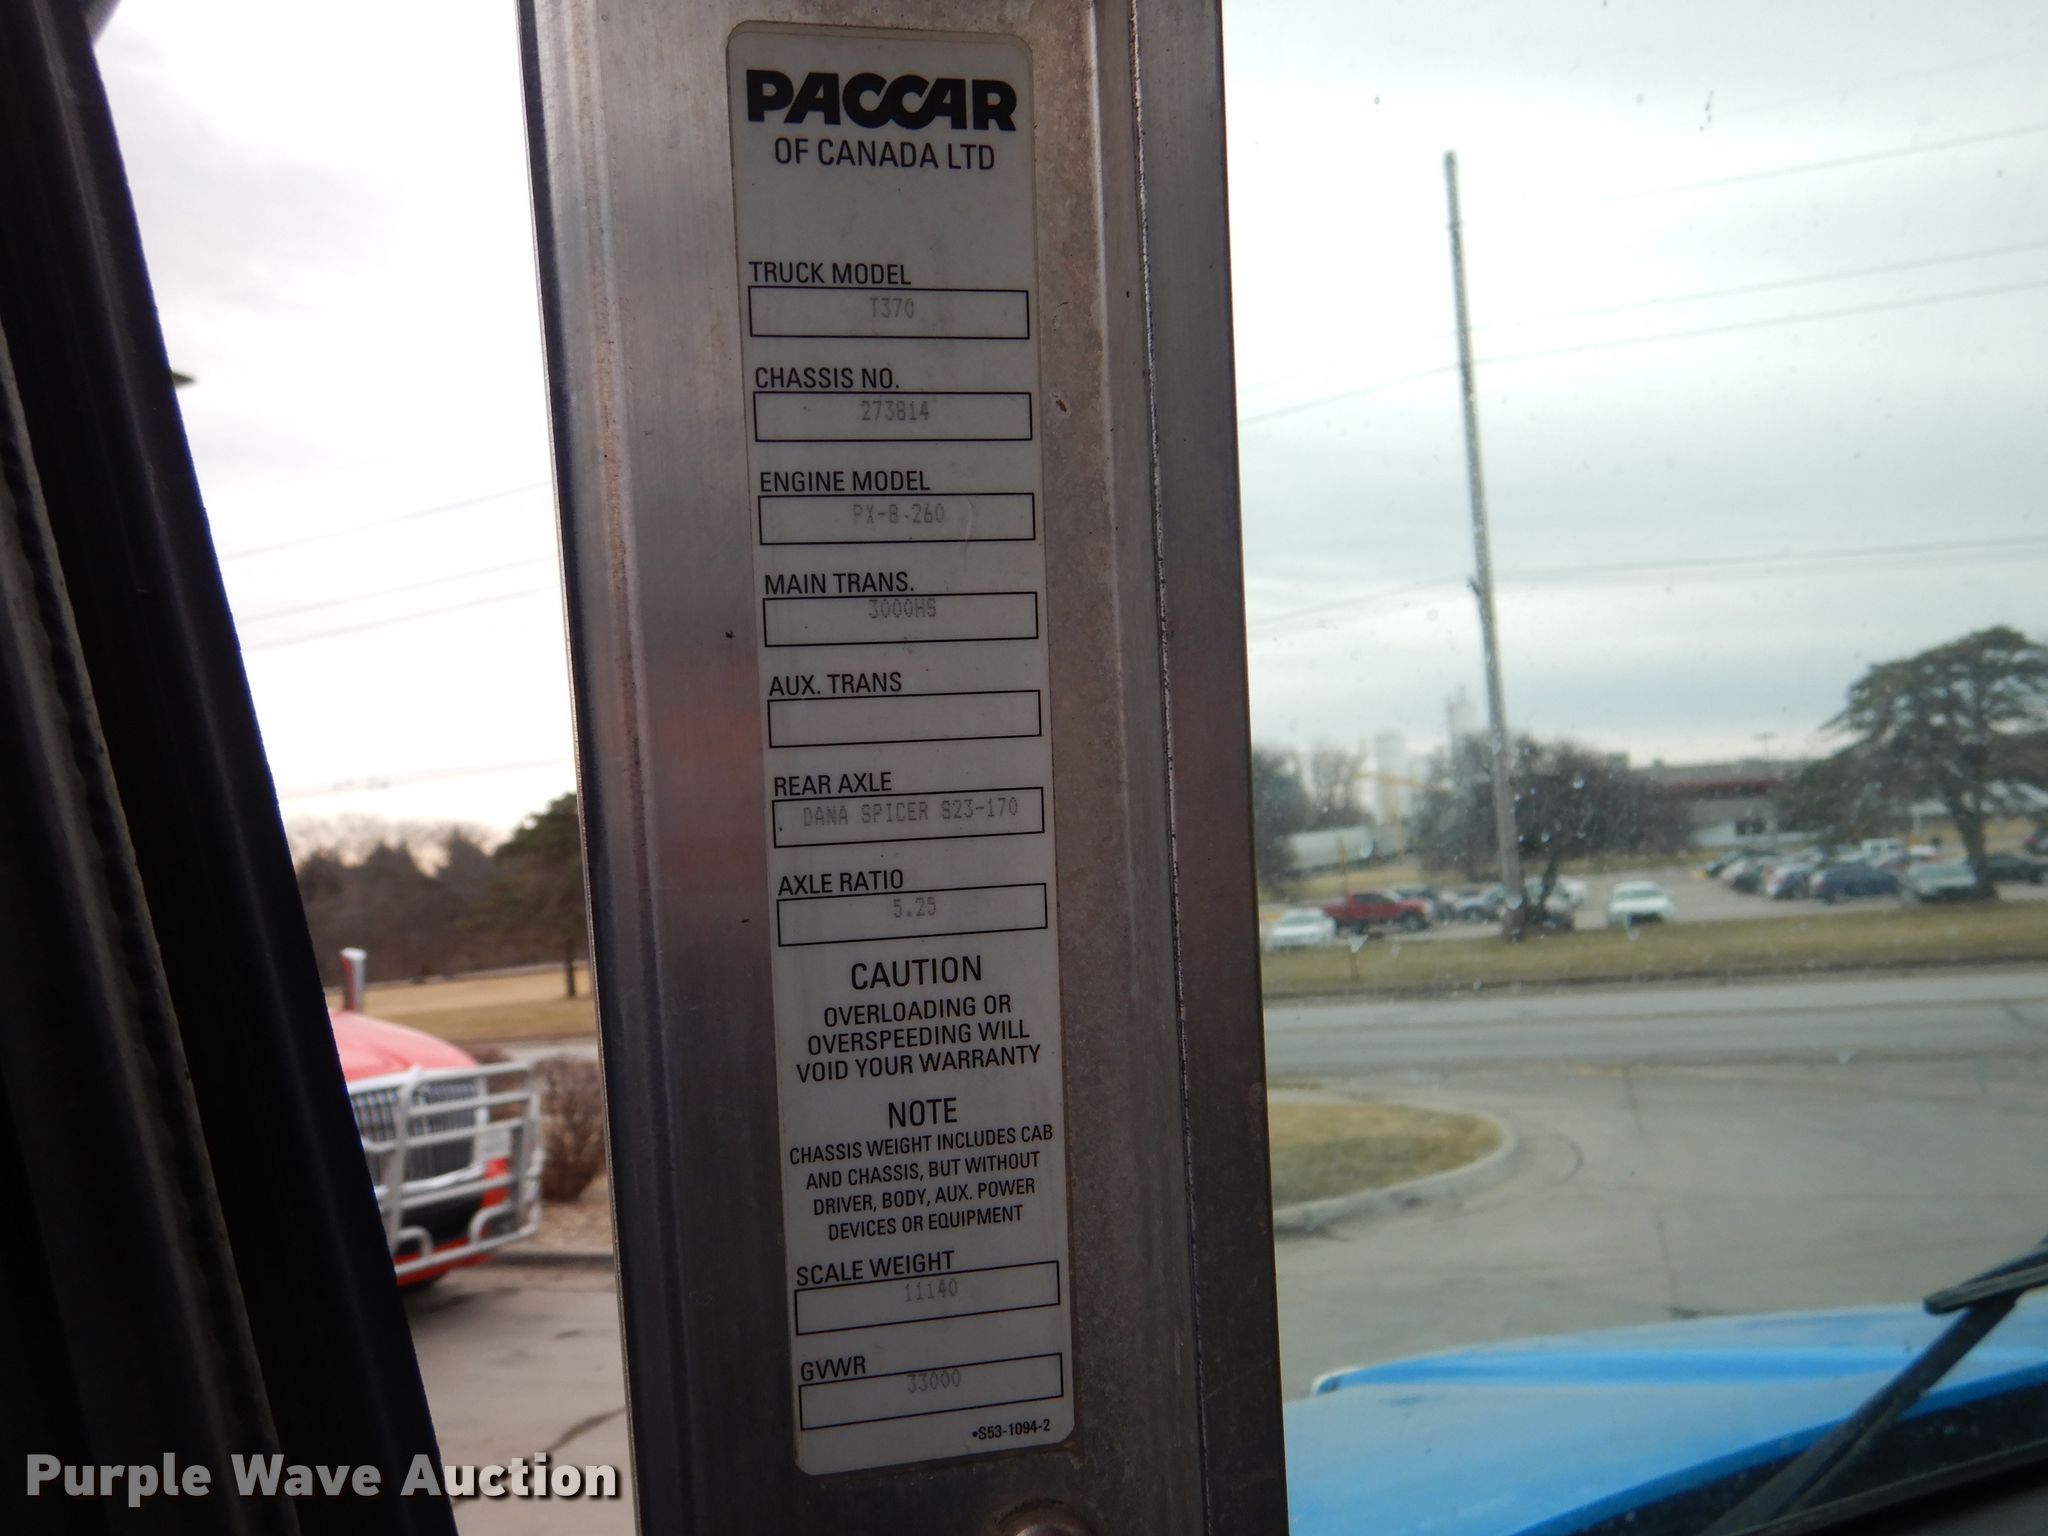 PACCAR
OF CANADA LTD
TRUCK MODEL
T370
CHASSIS NO.
273814
ENGINE MODEL
PX-8 260
MAIN TRANS.
3000HS
AUX. TRANS
REAR AXLE
DANA SPICER S23-170
AXLE RATIO
5.25
CAUTION
OVERLOADING OR
OVERSPEEDING WILL
VOID YOUR WARRANTY
NOTE
CHASSIS WEIGHT INCLUDES CAB
AND CHASSIS, BUT WITHOUT
DRIVER, BODY, AUX. POWER
DEVICES OR EQUIPMENT
SCALE WEIGHT
11140
GVWR
33000
•S53-1094-2
Purple Wave Auction